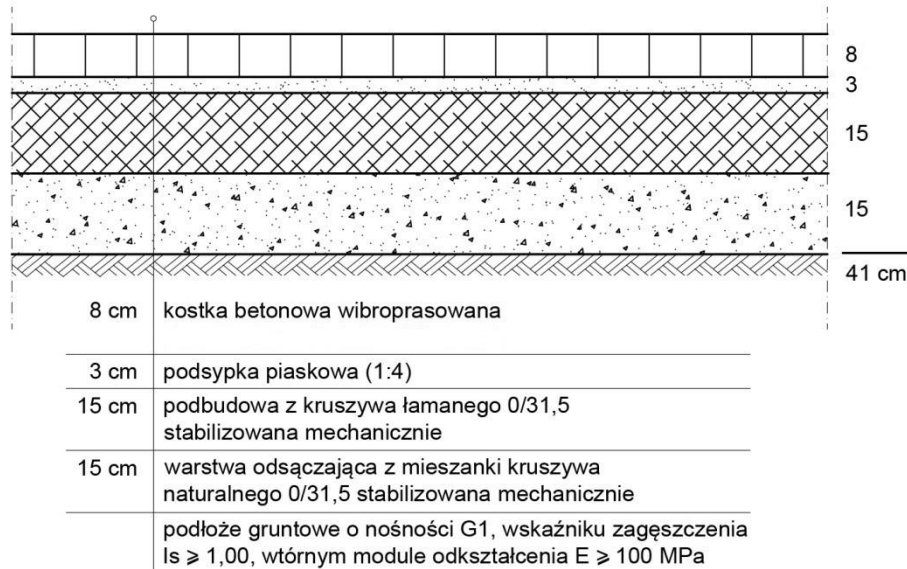 8
3
15
15
41 cm
8 cm kostka betonowa wibroprasowana
3 cm podsypka piaskowa (1:4)
15 cm podbudowa z kruszywa łamanego 0/31,5
stabilizowana mechanicznie
15 cm warstwa odsączająca z mieszanki kruszywa
naturalnego 0/31,5 stabilizowana mechanicznie
podłoże gruntowe o nośności G1, wskaźniku zagęszczenia
Is ⩾ 1,00, wtórnym module odkształcenia E ⩾ 100 MPa